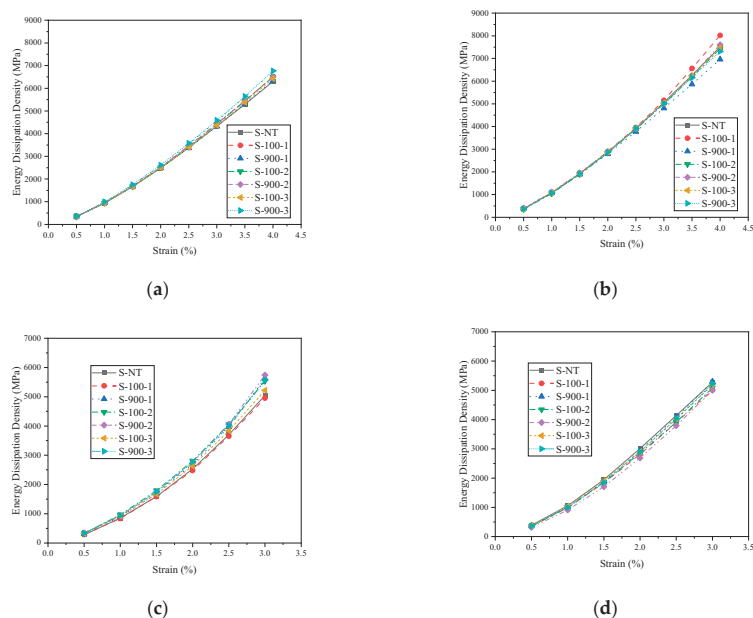 9000
8000
7000
6000
5000
4000
3000
2000
1000
0
Energy Dissipation Density (MPa)
S-NT
S-100-1
S-900-1
S-100-2
S-900-2
S-100-3
S-900-3
0.0 0.5 1.0 1.5 2.0 2.5 3.0 3.5 4.0 4.5
Strain (%)
(a)
9000
8000
7000
6000
5000
4000
3000
2000
1000
0
Energy Dissipation Density (MPa)
S-NT
S-100-1
S-900-1
S-100-2
S-900-2
S-100-3
S-900-3
0.0 0.5 1.0 1.5 2.0 2.5 3.0 3.5 4.0 4.5
Strain (%)
(b)
7000
6000
5000
4000
3000
2000
1000
0
Energy Dissipation Density (MPa)
S-NT
S-100-1
S-900-1
S-100-2
S-900-2
S-100-3
S-900-3
0.0 0.5 1.0 1.5 2.0 2.5 3.0 3.5
Strain (%)
(c)
7000
6000
5000
4000
3000
2000
1000
0
Energy Dissipation Density (MPa)
S-NT
S-100-1
S-900-1
S-100-2
S-900-2
S-100-3
S-900-3
0.0 0.5 1.0 1.5 2.0 2.5 3.0 3.5
Strain (%)
(d)